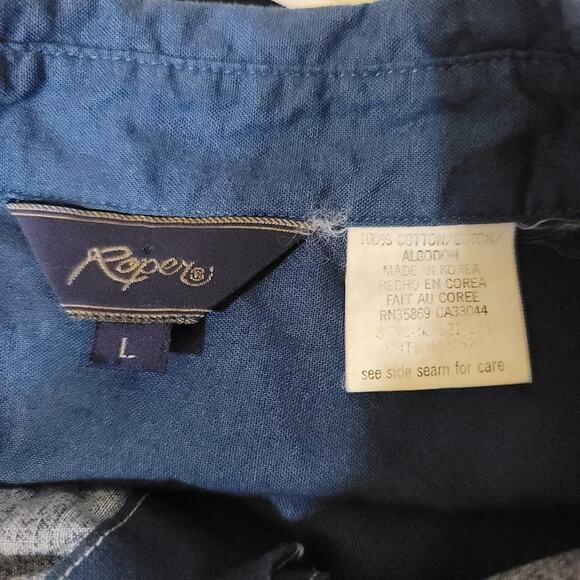 Roper®
L
100% COTTON/COTON/
ALGODON
MADE IN KOREA
HECHO EN COREA
FAIT AU COREE
RN35869 CA33044
see side seam for care